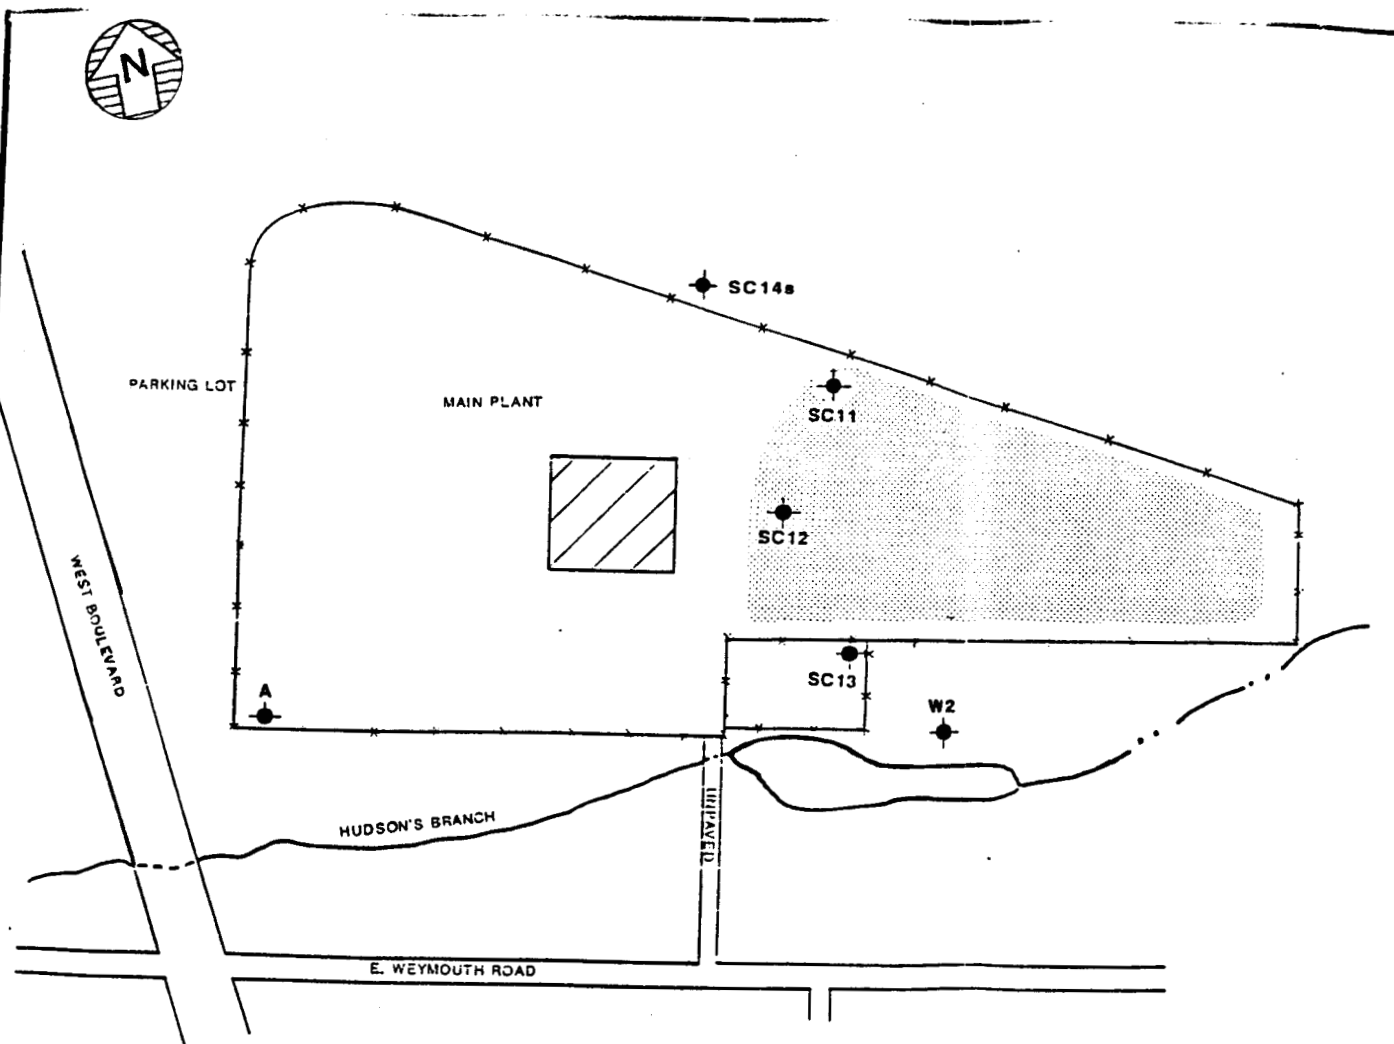 N
SC14s
PARKING LOT
MAIN PLANT
SC11
SC12
WEST BOULEVARD
SC13
A
W2
HUDSON'S BRANCH
UNPAVED
E. WEYMOUTH ROAD